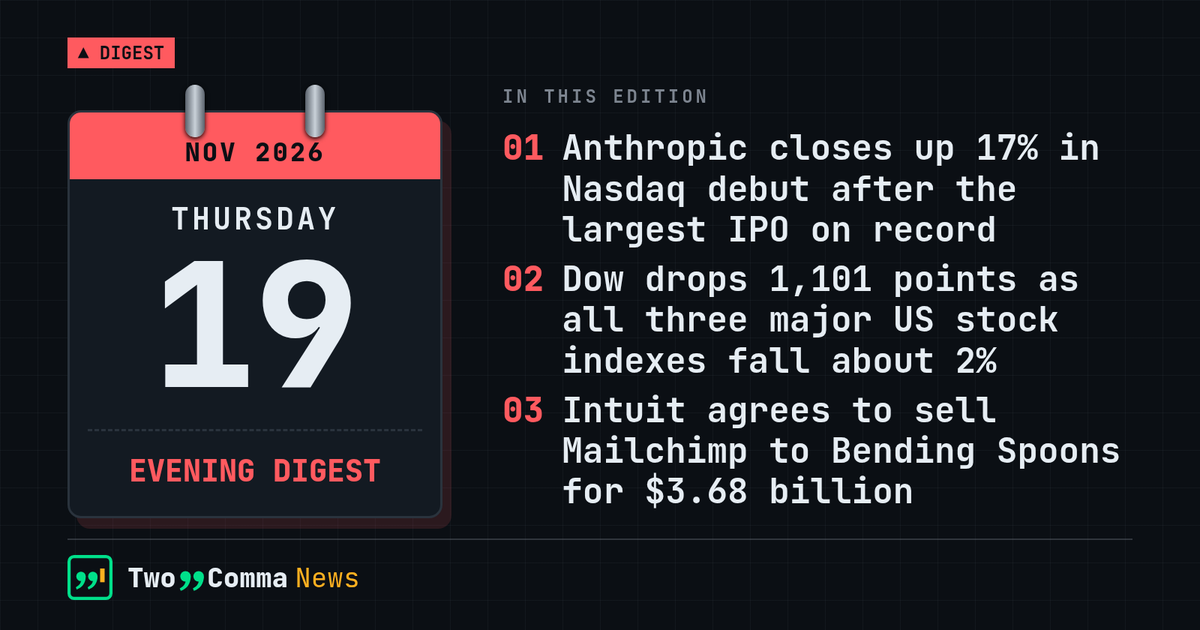 ▲ DIGEST
NOV 2026
THURSDAY
19
EVENING DIGEST
IN THIS EDITION
01 Anthropic closes up 17% in
Nasdaq debut after the
largest IPO on record
02 Dow drops 1,101 points as
all three major US stock
indexes fall about 2%
03 Intuit agrees to sell
Mailchimp to Bending Spoons
for $3.68 billion
Two,,Comma News